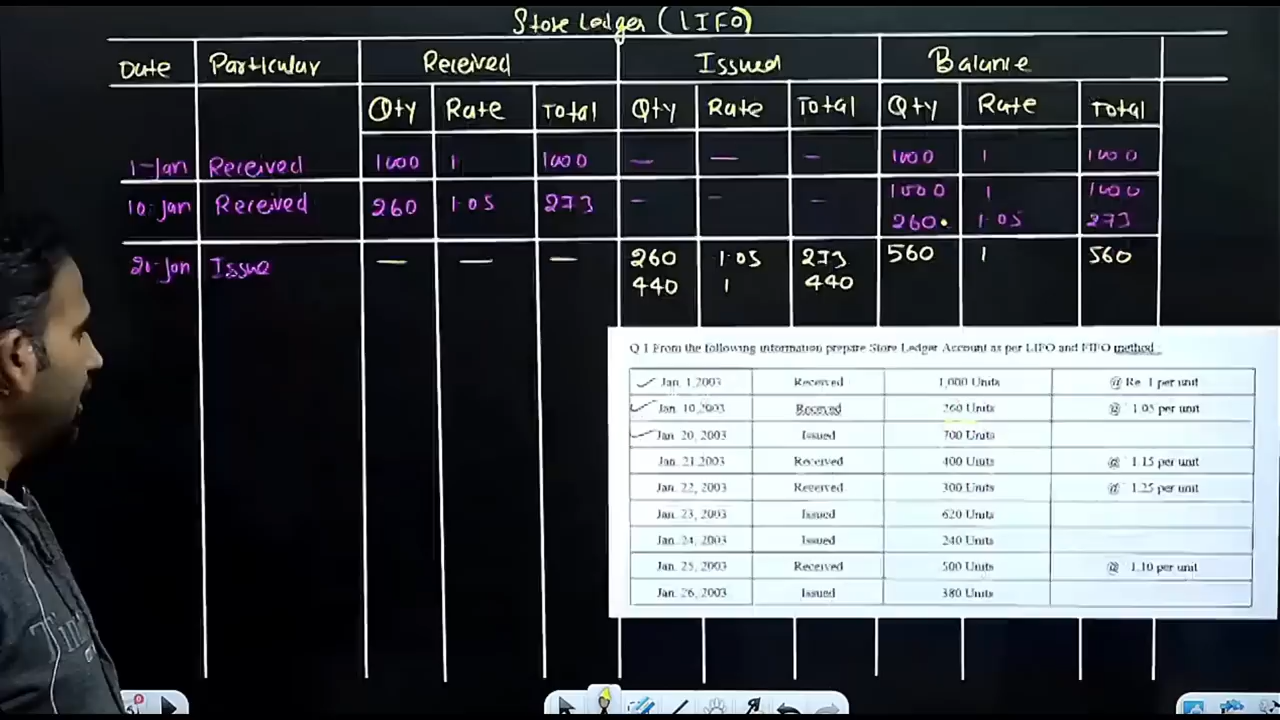 Store Ledger (LIFO)
Date Particular Received Issued Balance
Qty Rate Total Qty Rate Total Qty Rate Total
1-Jan Received 1000 1 1000 — — — 1000 1 1000
10-Jan Received 260 1.05 273 — — — 1000 1 1000
260 1.05 273
20-Jan Issue — — — 260 1.05 273 560 1 560
440 1 440
Q 1 From the following information prepare Store Ledger Account as per LIFO and FIFO method
Jan. 1,2003 Received 1,000 Units @ Re. 1 per unit
Jan. 10,2003 Received 260 Units @ 1.05 per unit
Jan. 20, 2003 Issued 700 Units
Jan. 21,2003 Received 400 Units @ 1.15 per unit
Jan. 22, 2003 Received 300 Units @ 1.25 per unit
Jan. 23, 2003 Issued 620 Units
Jan. 24, 2003 Issued 240 Units
Jan. 25, 2003 Received 500 Units @ 1.10 per unit
Jan. 26, 2003 Issued 380 Units